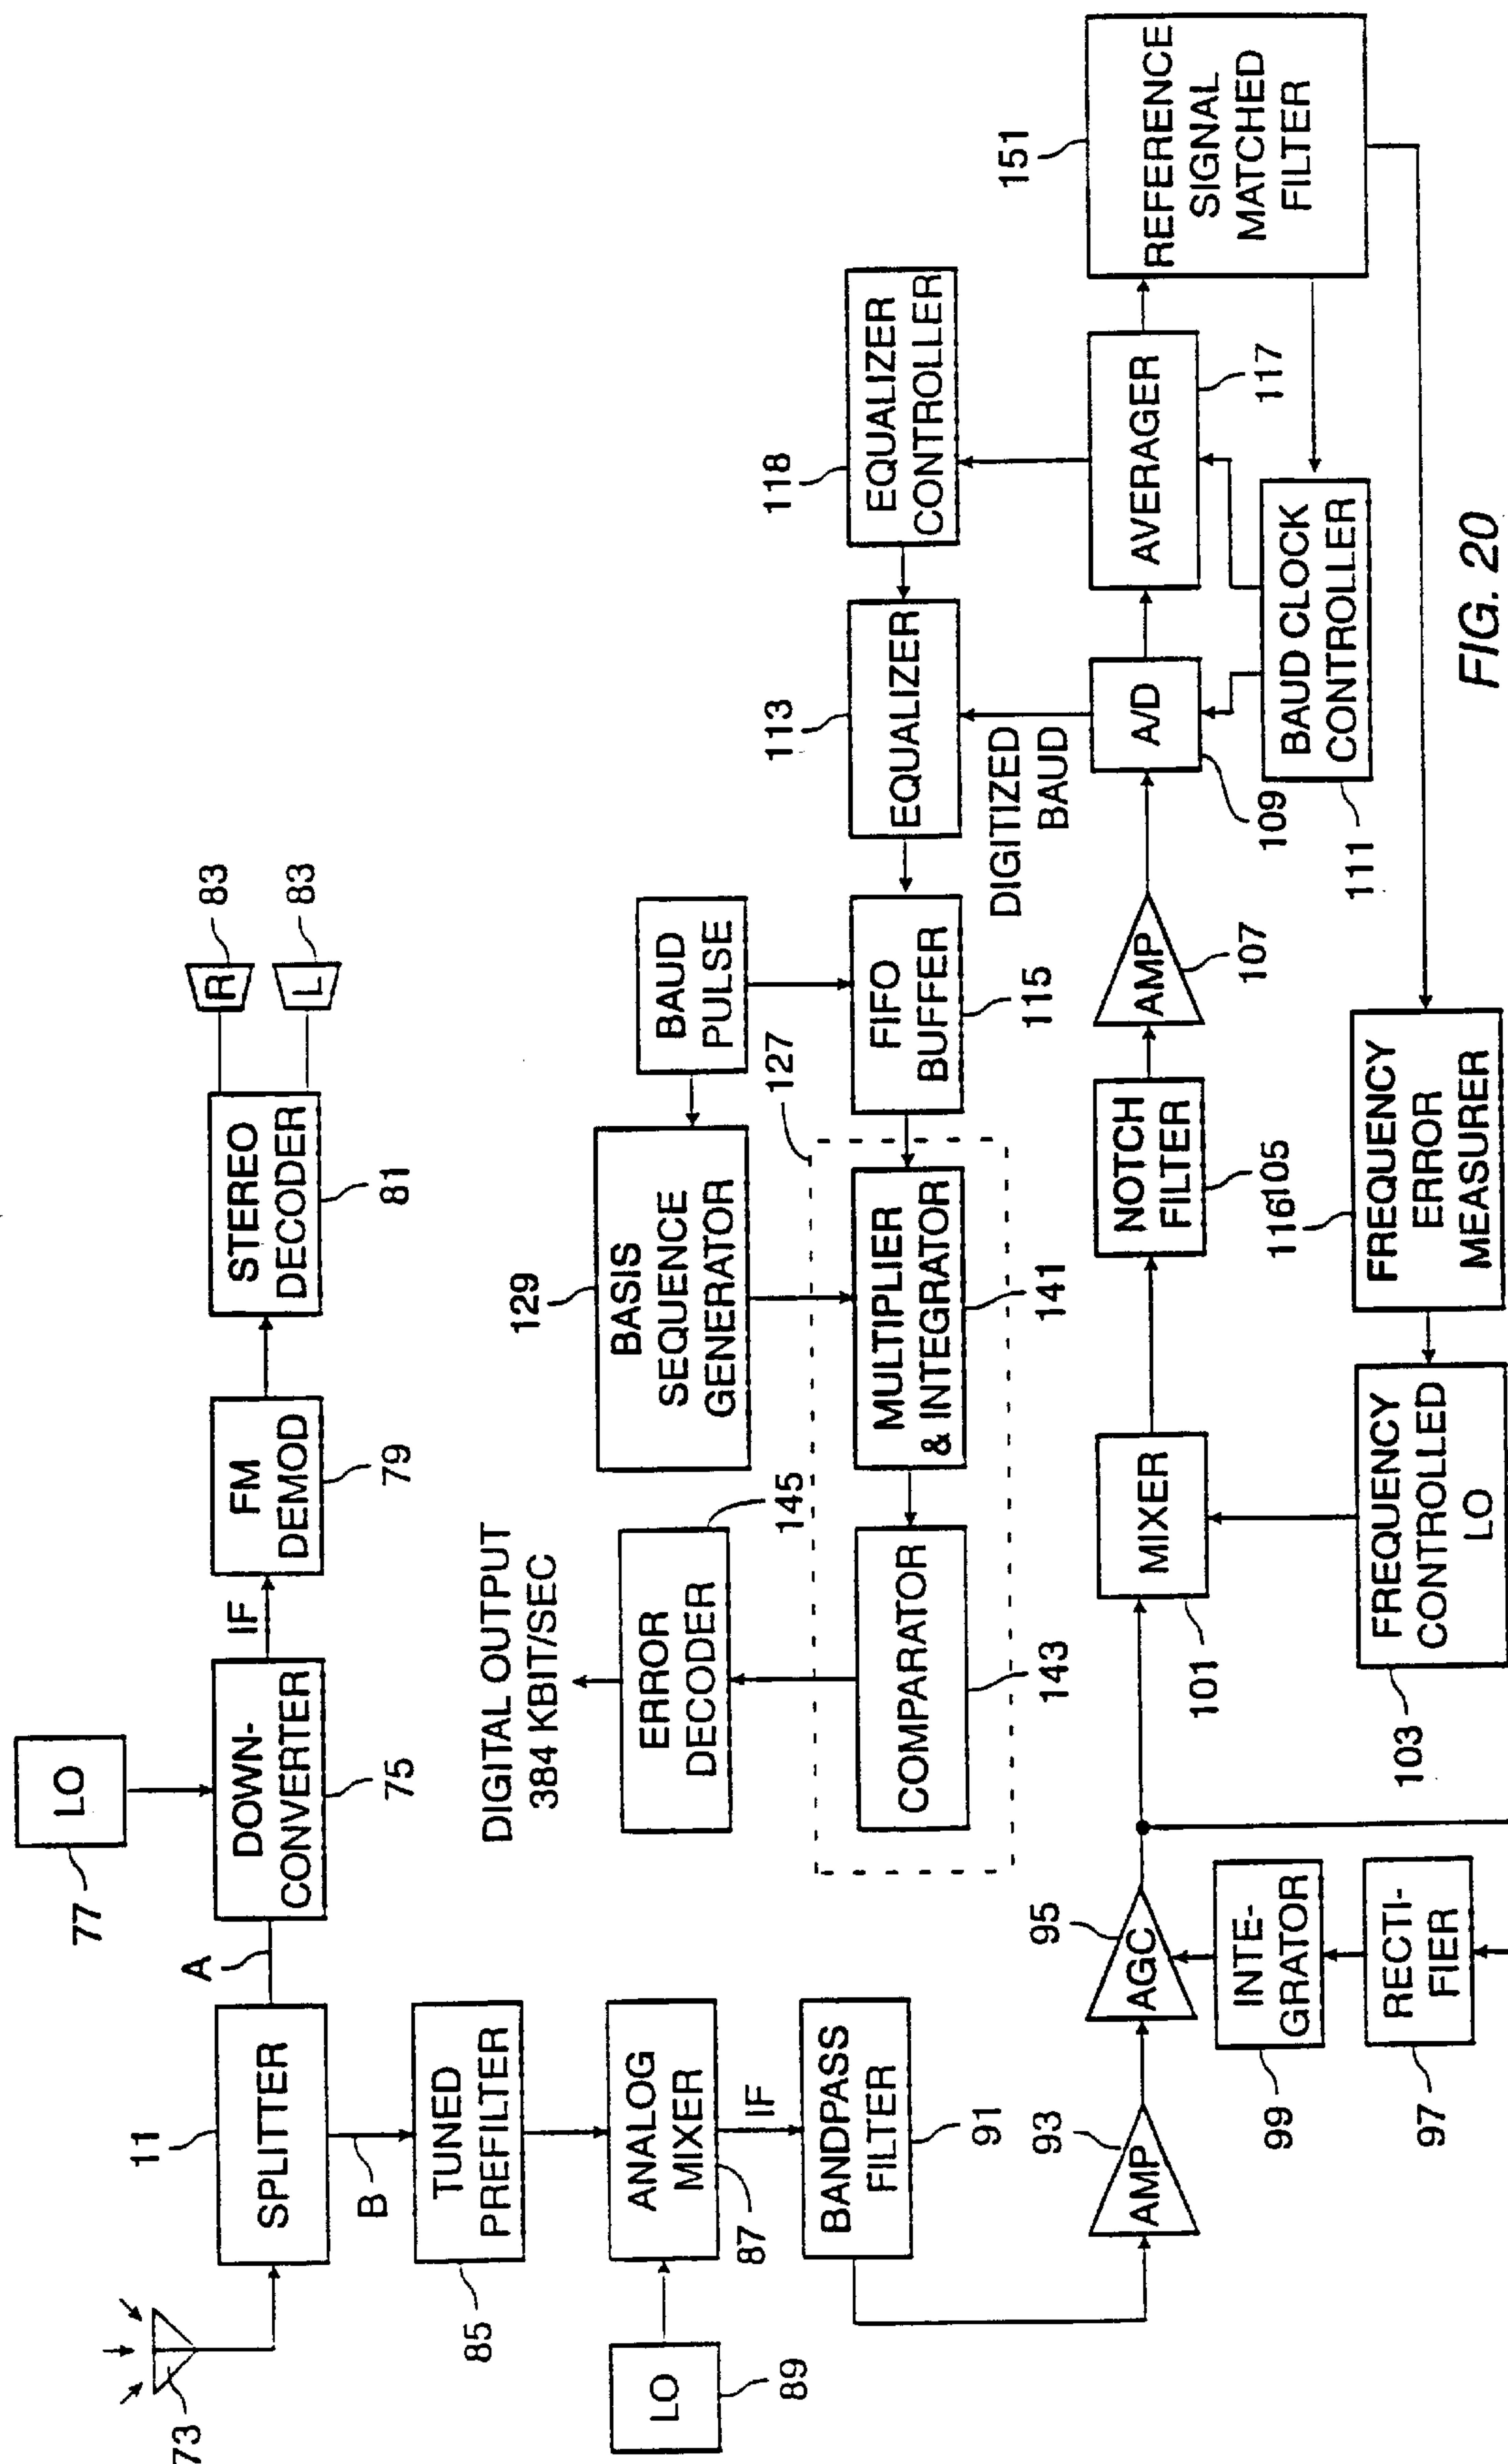 73
11
SPLITTER
A
B
77
LO
DOWN-
CONVERTER
75
IF
FM
DEMOD
79
STEREO
DECODER
81
R
83
L
83
TUNED
PREFILTER
85
LO
89
ANALOG
MIXER
87
IF
BANDPASS
FILTER
91
DIGITAL OUTPUT
384 KBIT/SEC
ERROR
DECODER
145
129
BASIS
SEQUENCE
GENERATOR
BAUD
PULSE
127
COMPARATOR
143
MULTIPLIER
& INTEGRATOR
141
FIFO
BUFFER
115
113
EQUALIZER
118
EQUALIZER
CONTROLLER
DIGITIZED
BAUD
93
AMP
95
AGC
INTE-
GRATOR
99
RECTI-
FIER
97
MIXER
101
NOTCH
FILTER
105
AMP
107
A/D
109
AVERAGER
117
151
REFERENCE
SIGNAL
MATCHED
FILTER
BAUD CLOCK
CONTROLLER
111
103
FREQUENCY
CONTROLLED
LO
116
FREQUENCY
ERROR
MEASURER
FIG. 20